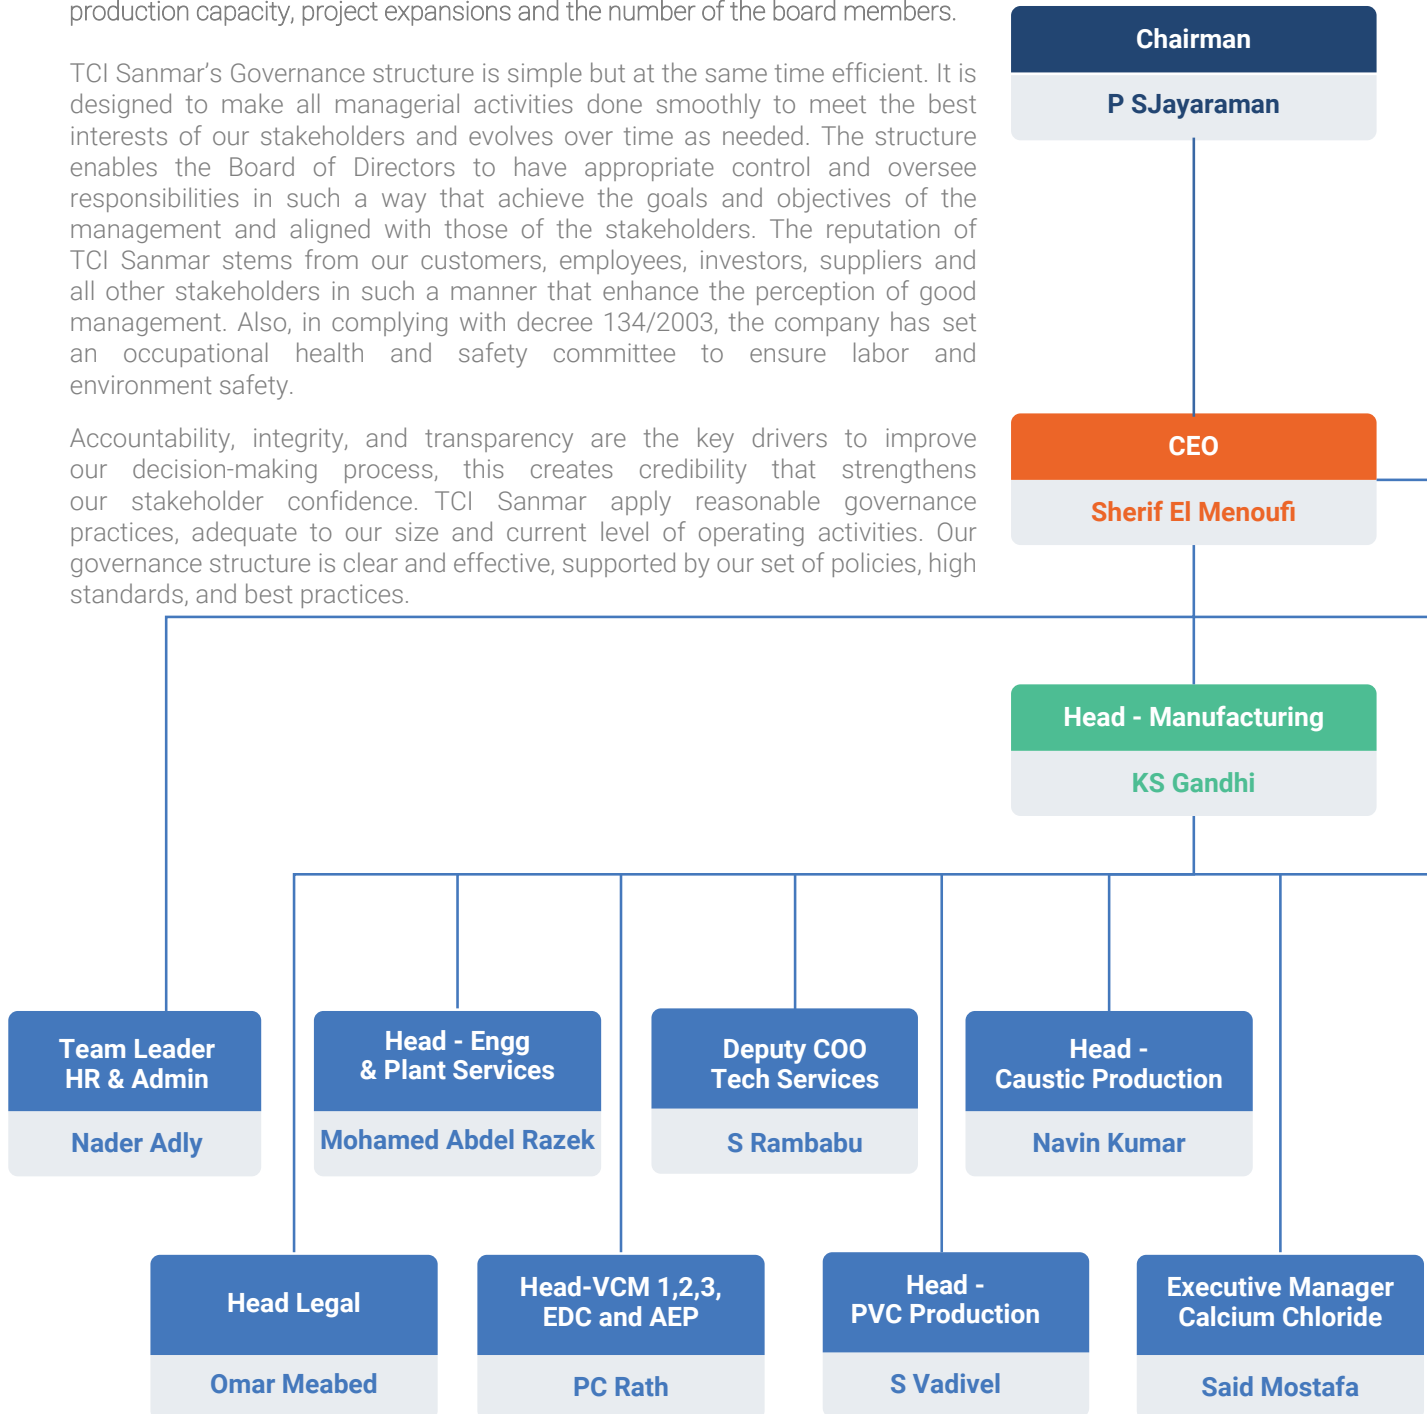 production capacity, project expansions and the number of the board members.
TCI Sanmar’s Governance structure is simple but at the same time efficient. It is
designed to make all managerial activities done smoothly to meet the best
interests of our stakeholders and evolves over time as needed. The structure
enables the Board of Directors to have appropriate control and oversee
responsibilities in such a way that achieve the goals and objectives of the
management and aligned with those of the stakeholders. The reputation of
TCI Sanmar stems from our customers, employees, investors, suppliers and
all other stakeholders in such a manner that enhance the perception of good
management. Also, in complying with decree 134/2003, the company has set
an occupational health and safety committee to ensure labor and
environment safety.
Accountability, integrity, and transparency are the key drivers to improve
our decision-making process, this creates credibility that strengthens
our stakeholder confidence. TCI Sanmar apply reasonable governance
practices, adequate to our size and current level of operating activities. Our
governance structure is clear and effective, supported by our set of policies, high
standards, and best practices.
Chairman
P SJayaraman
CEO
Sherif El Menoufi
Head - Manufacturing
KS Gandhi
Team Leader
HR & Admin
Nader Adly
Head - Engg
& Plant Services
Mohamed Abdel Razek
Deputy COO
Tech Services
S Rambabu
Head -
Caustic Production
Navin Kumar
Head Legal
Omar Meabed
Head-VCM 1,2,3,
EDC and AEP
PC Rath
Head -
PVC Production
S Vadivel
Executive Manager
Calcium Chloride
Said Mostafa